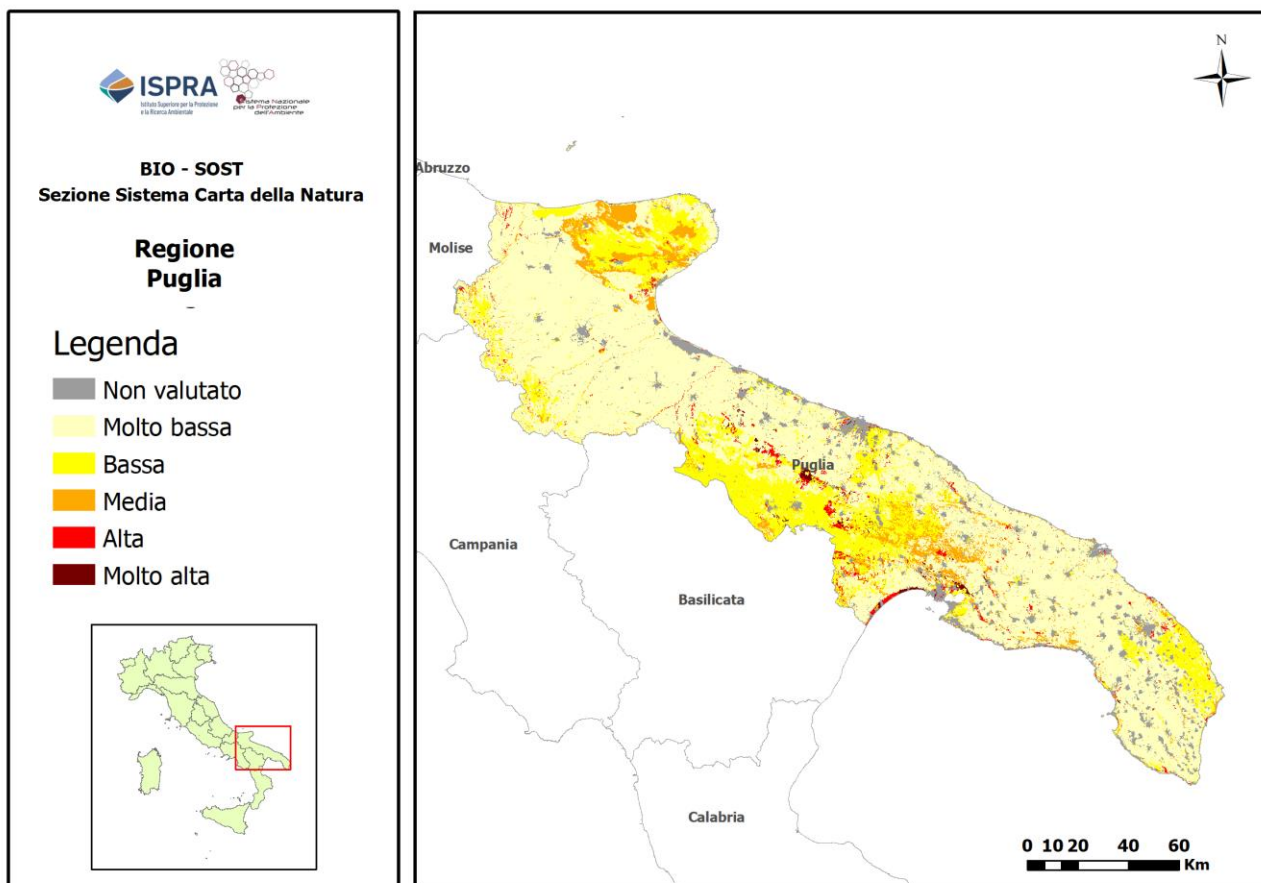 ISPRA
Istituto Superiore per la Protezione
e la Ricerca Ambientale
Sistema Nazionale
per la Protezione
dell'Ambiente
BIO - SOST
Sezione Sistema Carta della Natura
Regione
Puglia
–
Legenda
Non valutato
Molto bassa
Bassa
Media
Alta
Molto alta
N
Abruzzo
Molise
Puglia
Campania
Basilicata
Calabria
0 10 20 40 60
Km